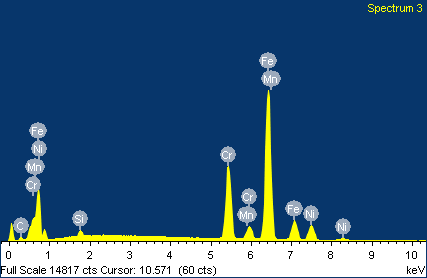 Spectrum 3
Fe
Mn
Fe
Ni
Mn
Cr
C
Si
Cr
Cr
Mn
Fe
Ni
Ni
0 1 2 3 4 5 6 7 8 9 10
Full Scale 14817 cts Cursor: 10.571 (60 cts) keV